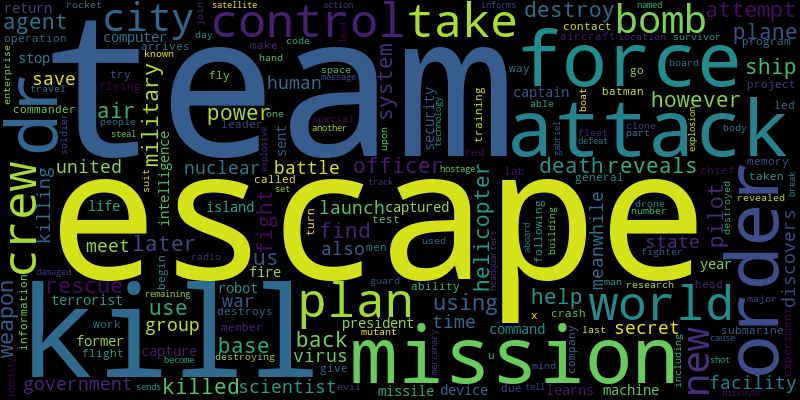 return
rocket
satellite
join
action
informs
named
agent
city
control
take
destroy
bomb
attempt
operation
day
code
contact
aircraft
location
survivor
stop
computer
arrives
known
make
hand
message
lead
plane
program
enterprise
team
force
save
try
flying
fly
space
human
system
way
go
board
travel
captain
batman
however
ship
project
commander
air
power
one
special
another
training
able
boat
explosion
led
dr
soldier
people
steal
leader
explosive
upon
security
technology
attack
fleet
part
clone
defeat
gabriel
body
military
sent
red
united
nuclear
battle
officer
lab
death
reveals
chief
memory
crew
killing
suit
intelligence
called
set
track
hostage
general
taken
break
life
island
fight
launch
captured
helicopter
drone
number
pilot
destroyed
revealed
escape
turn
test
find
aboard
following
building
meanwhile
state
discovers
meet
later
us
also
men
used
headquarters
fighter
year
order
damaged
begin
radio
fire
guard
man
research
head
rescue
robot
ability
x
crash
weapon
information
terrorist
remaining
use
war
plan
using
help
world
major
experiment
kill
destroys
president
time
command
last
secret
submarine
work
group
member
mutant
former
back
mercenary
u
company
including
new
cause
flight
capture
base
destroying
virus
mission
shot
identity
become
give
mind
facility
government
sends
killed
scientist
evil
missile
device
due
tell
learns
machine
discover